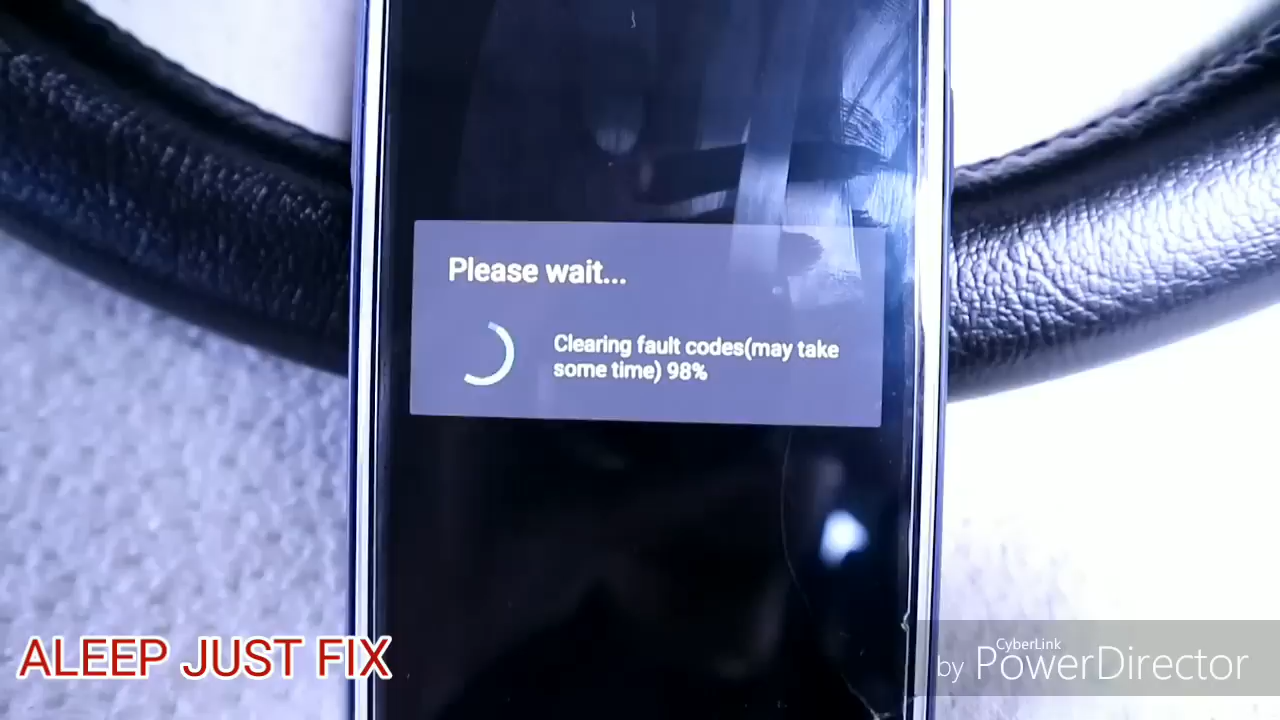 Please wait...
Clearing fault codes(may take
some time) 98%
ALEEP JUST FIX
CyberLink
by PowerDirector